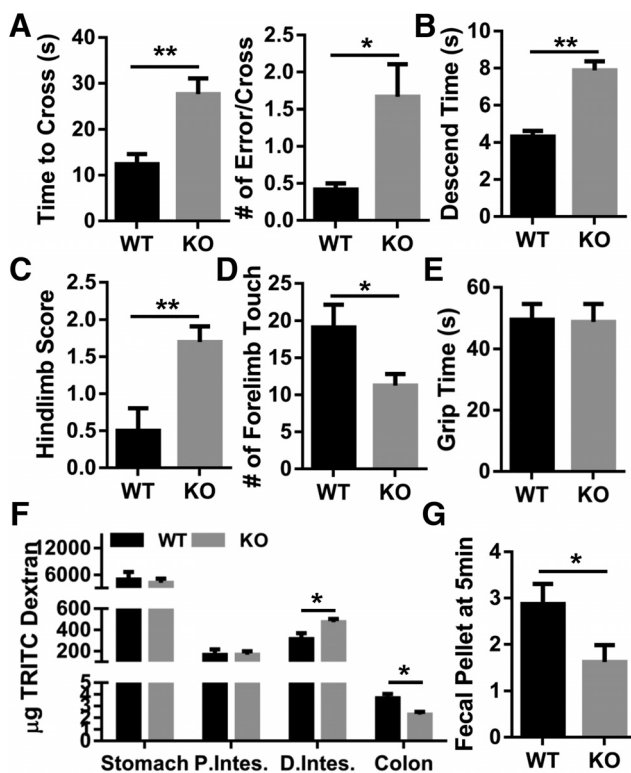 A
Time to Cross (s)
40
30
20
10
0
**
WT KO
# of Error/Cross
2.5
2.0
1.5
1.0
0.5
0.0
*
WT KO
B
Descend Time (s)
10
8
6
4
2
0
**
WT KO
C
Hindlimb Score
2.5
2.0
1.5
1.0
0.5
0.0
**
WT KO
D
# of Forelimb Touch
25
20
15
10
5
0
*
WT KO
E
Grip Time (s)
60
40
20
0
WT KO
F
µg TRITC Dextran
WT KO
12000
6000
600
400
200
5
4
3
2
1
0
*
*
Stomach P.Intes. D.Intes. Colon
G
Fecal Pellet at 5min
4
3
2
1
0
*
WT KO